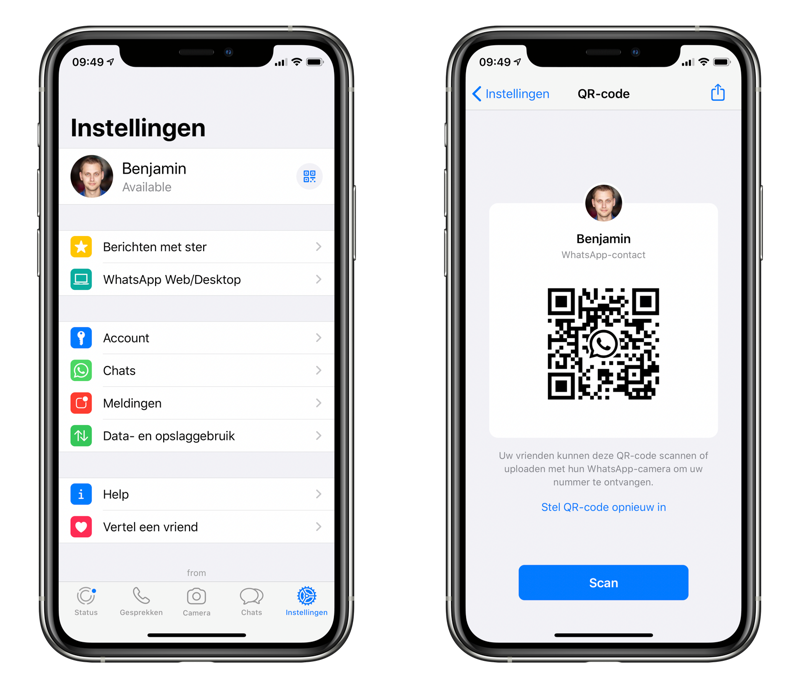 09:49
Instellingen
Benjamin
Available
Berichten met ster
WhatsApp Web/Desktop
Account
Chats
Meldingen
Data- en opslaggebruik
Help
Vertel een vriend
from
Status
Gesprekken
Camera
Chats
Instellingen
09:49
Instellingen
QR-code
Benjamin
WhatsApp-contact
Uw vrienden kunnen deze QR-code scannen of
uploaden met hun WhatsApp-camera om uw
nummer te ontvangen.
Stel QR-code opnieuw in
Scan